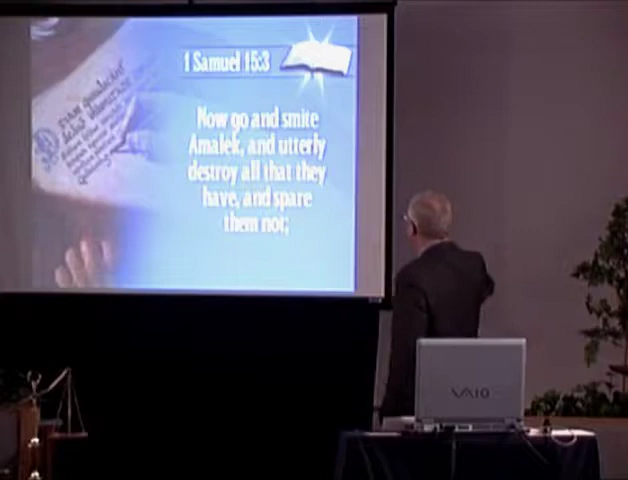 1 Samuel 15:3
Now go and smite
Amalek, and utterly
destroy all that they
have, and spare
them not;
VAIO